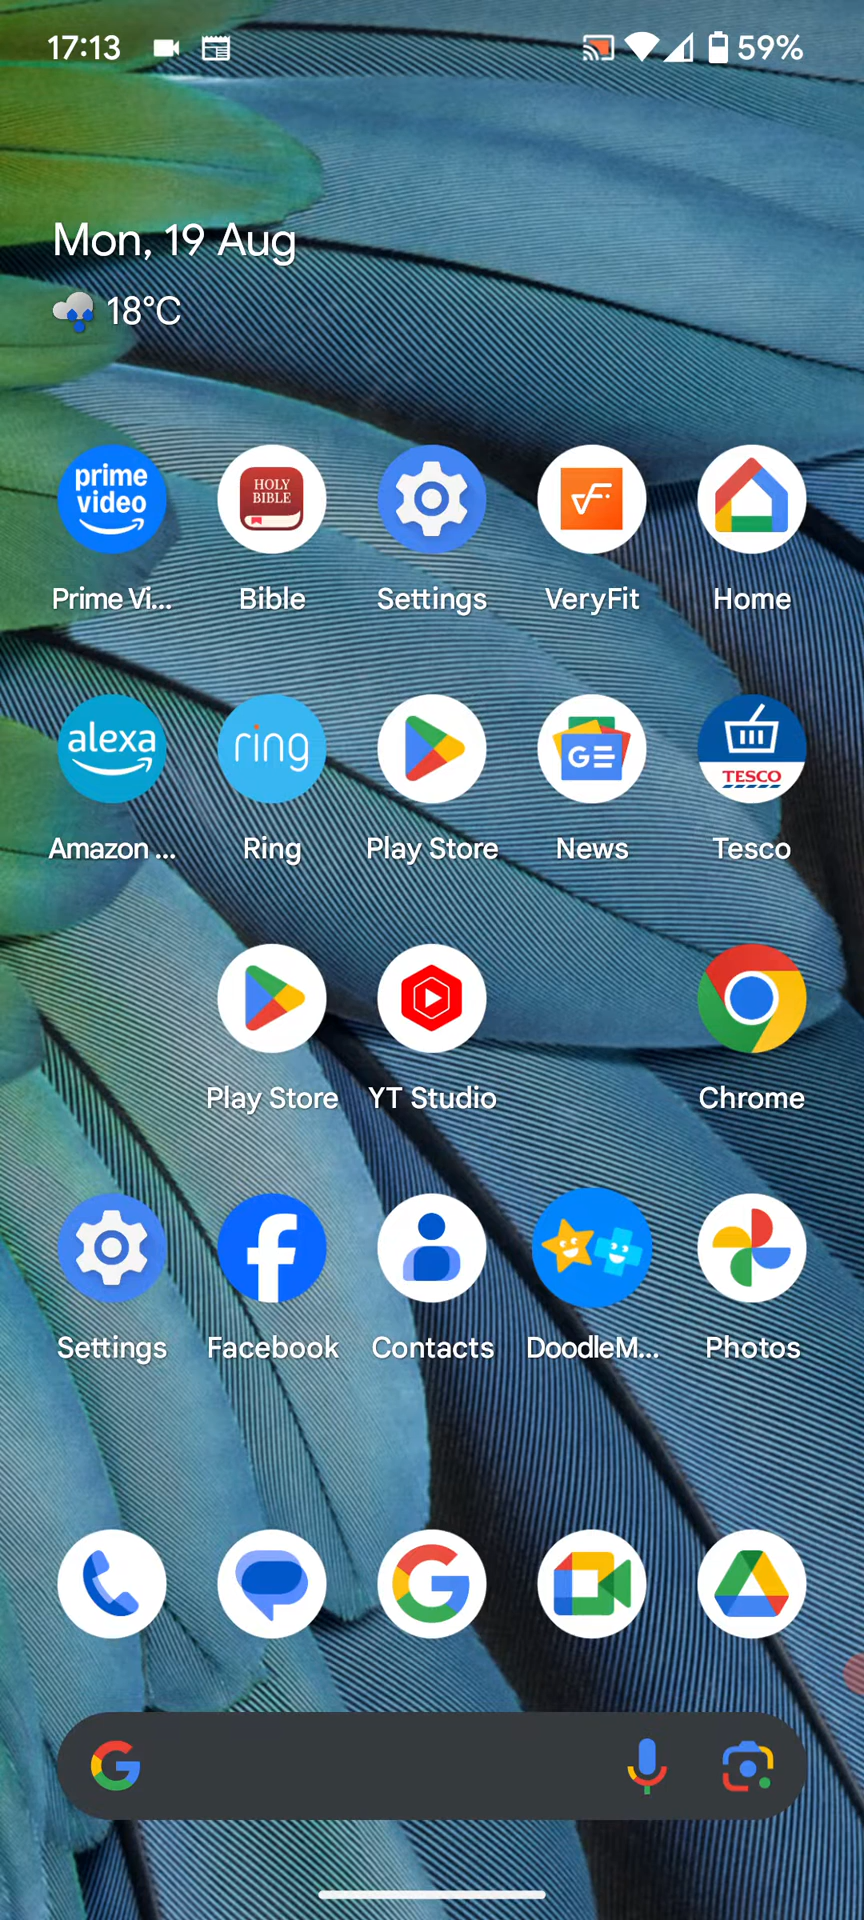 17:13 59%
Mon, 19 Aug
18°C
prime video HOLY BIBLE
Prime Vi... Bible Settings VeryFit Home
alexa ring GE TESCO
Amazon ... Ring Play Store News Tesco
Play Store YT Studio Chrome
Settings Facebook Contacts DoodleM... Photos